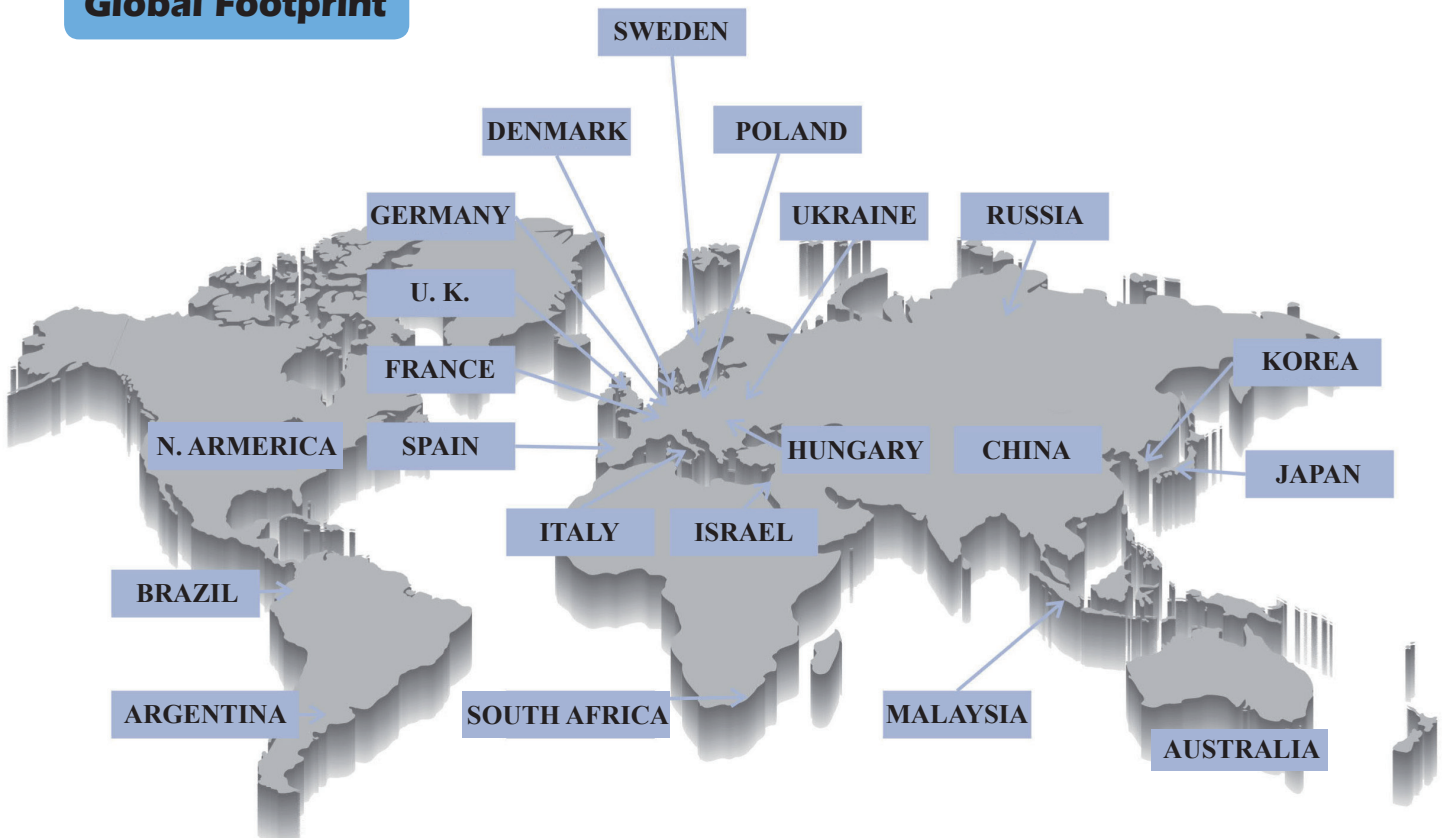 Global Footprint
SWEDEN
DENMARK
POLAND
GERMANY
UKRAINE
RUSSIA
U. K.
FRANCE
KOREA
N. ARMERICA
SPAIN
HUNGARY
CHINA
JAPAN
ITALY
ISRAEL
BRAZIL
ARGENTINA
SOUTH AFRICA
MALAYSIA
AUSTRALIA